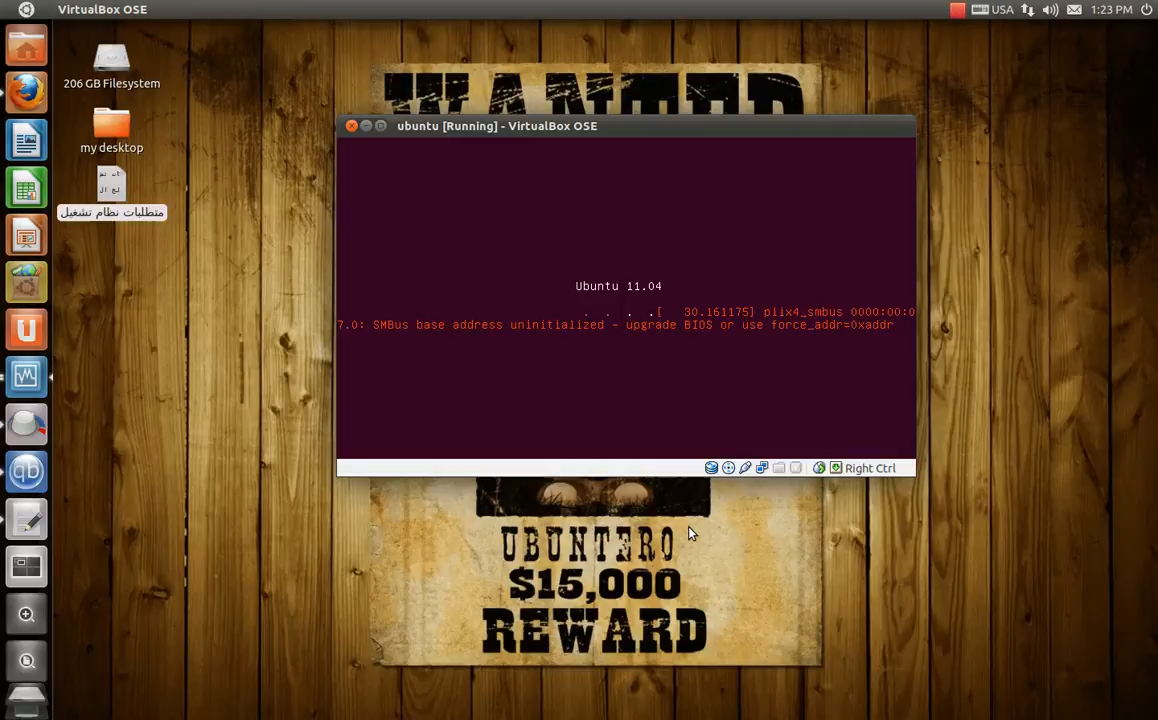 VirtualBox OSE
USA
1:23 PM
206 GB Filesystem
my desktop
متطلبات نظام تشغيل
WANTED
ubuntu [Running] - VirtualBox OSE
Ubuntu 11.04
. . . .[ 30.161175] piix4_smbus 0000:00:0
7.0: SMBus base address uninitialized - upgrade BIOS or use force_addr=0xaddr
Right Ctrl
UBUNTERO
$15,000
REWARD
U
qb